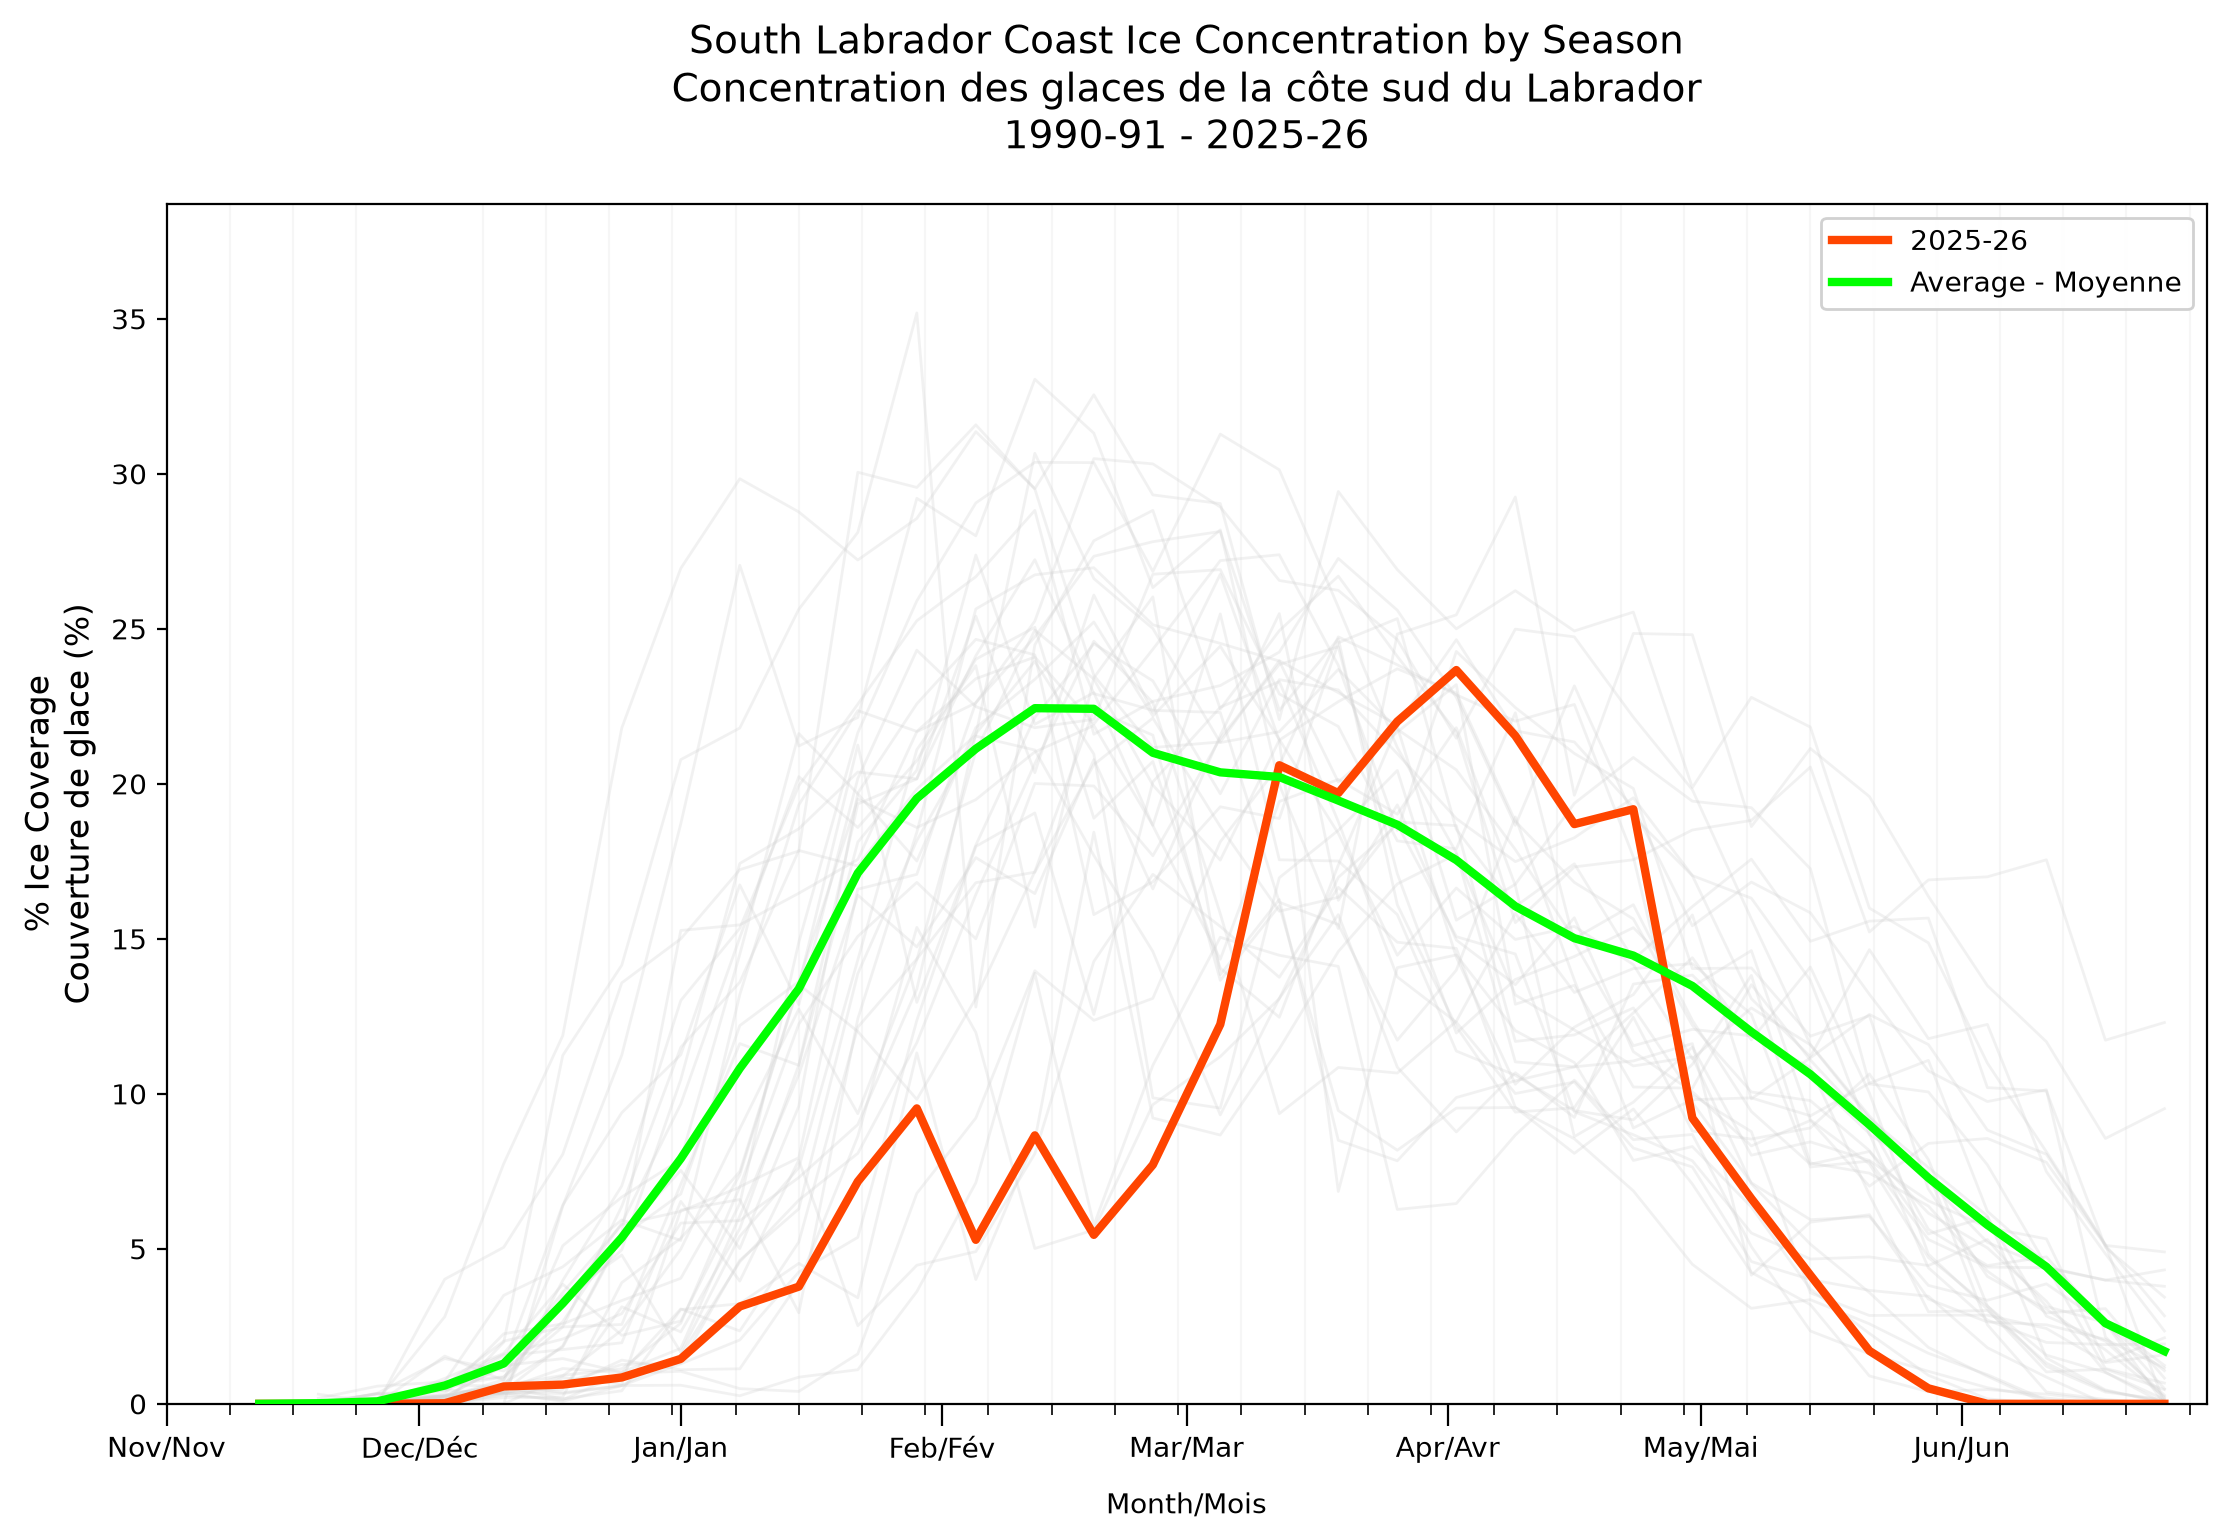 South Labrador Coast Ice Concentration by Season
Concentration des glaces de la côte sud du Labrador
1990-91 - 2025-26
2025-26
Average - Moyenne
% Ice Coverage
Couverture de glace (%)
35
30
25
20
15
10
5
0
Nov/Nov
Dec/Déc
Jan/Jan
Feb/Fév
Mar/Mar
Apr/Avr
May/Mai
Jun/Jun
Month/Mois